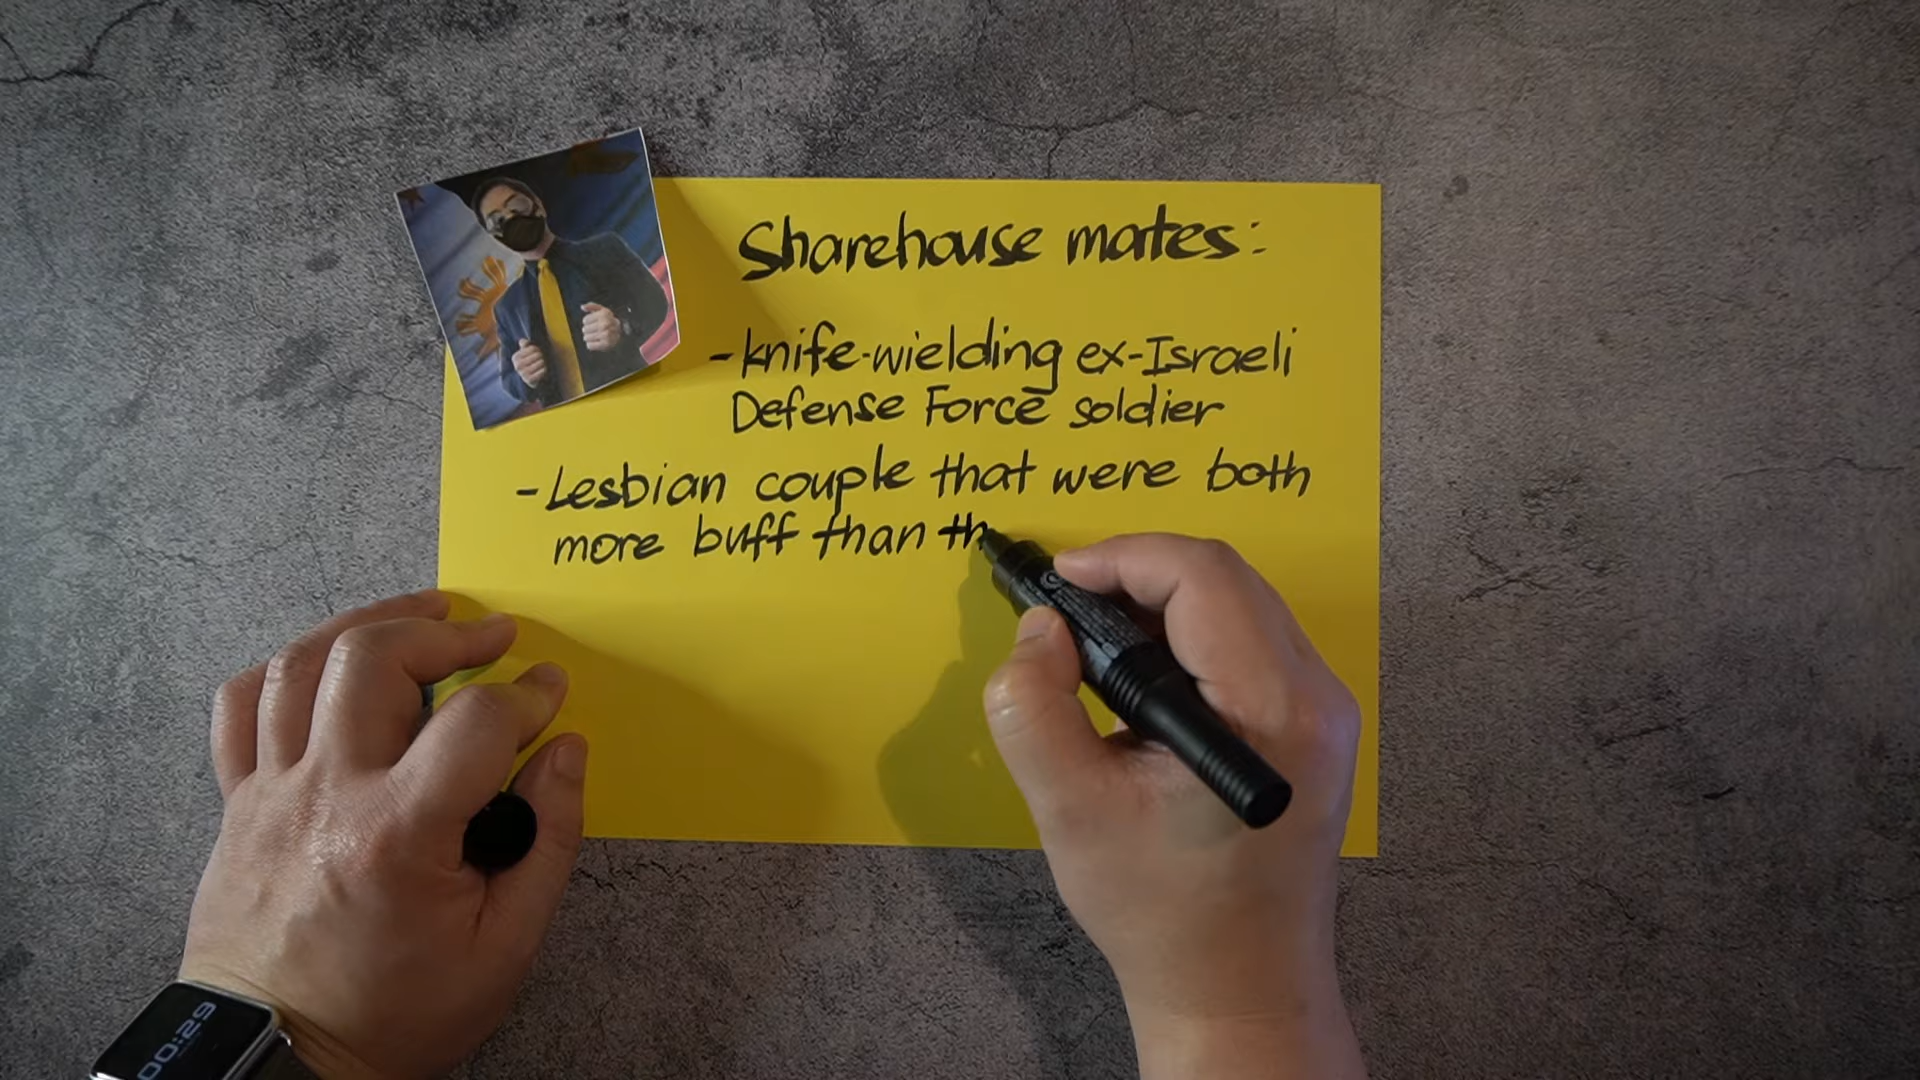 Sharehouse mates:
-knife-wielding ex-Israeli
Defense Force soldier
-Lesbian couple that were both
more buff than th
00:29